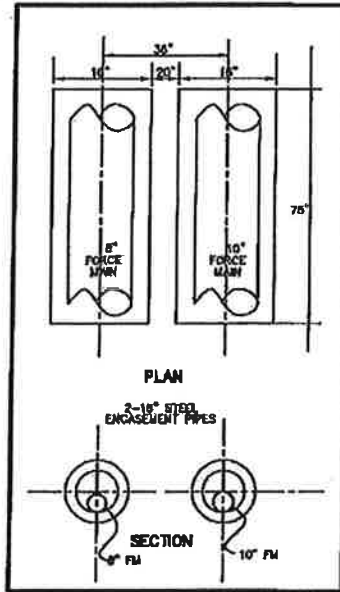 36"
16" 20" 16"
75"
8" 10"
FORCE FORCE
MAIN MAIN
PLAN
2-16" STEEL
ENCASEMENT PIPES
SECTION
8" FM 10" FM